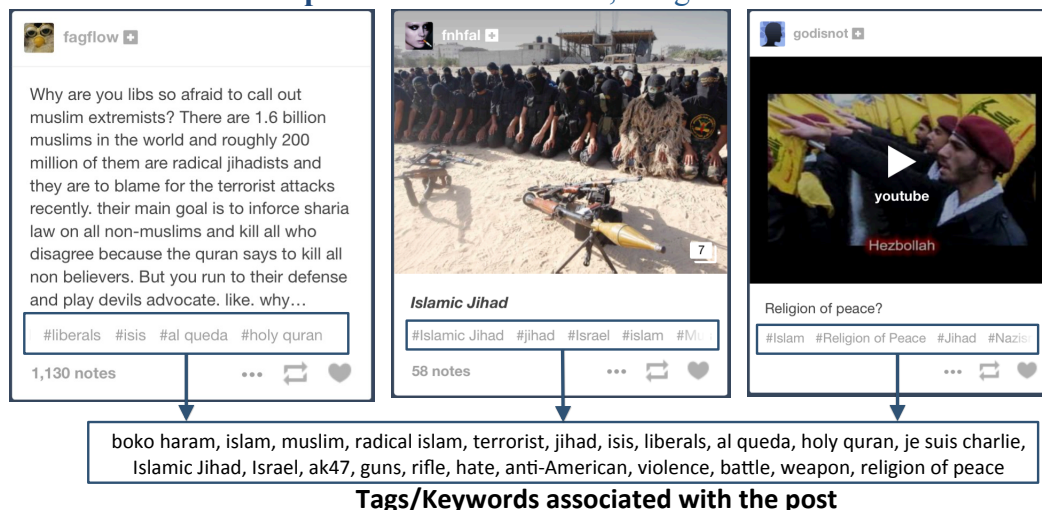 fagflow
Why are you libs so afraid to call out
muslim extremists? There are 1.6 billion
muslims in the world and roughly 200
million of them are radical jihadists and
they are to blame for the terrorist attacks
recently. their main goal is to inforce sharia
law on all non-muslims and kill all who
disagree because the quran says to kill all
non believers. But you run to their defense
and play devils advocate. like. why…
#liberals #isis #al queda #holy quran
1,130 notes
fnhfal
7
Islamic Jihad
#Islamic Jihad #jihad #Israel #islam
58 notes
godisnot
youtube
Hezbollah
Religion of peace?
#Islam #Religion of Peace #Jihad #Nazis
boko haram, islam, muslim, radical islam, terrorist, jihad, isis, liberals, al queda, holy quran, je suis charlie,
Islamic Jihad, Israel, ak47, guns, rifle, hate, anti-American, violence, battle, weapon, religion of peace
Tags/Keywords associated with the post